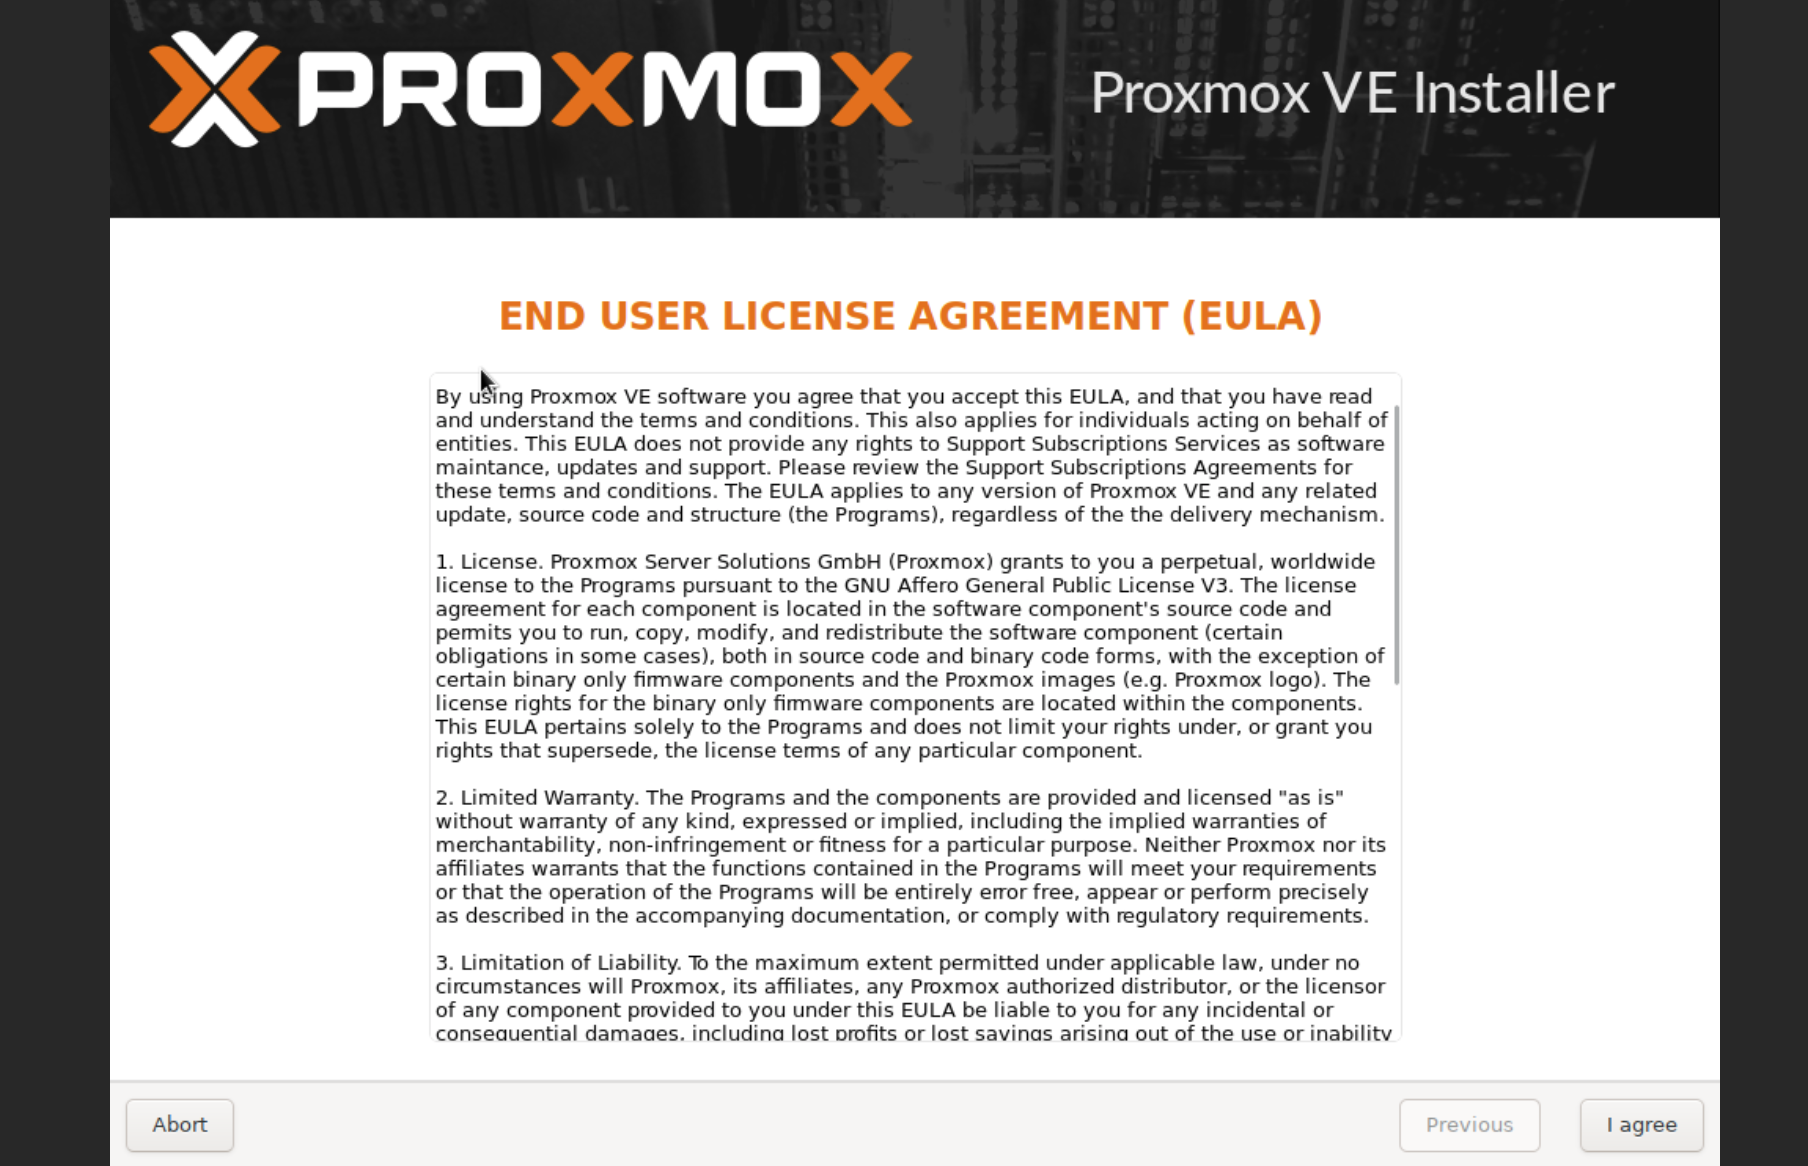 PROXMOX
Proxmox VE Installer
END USER LICENSE AGREEMENT (EULA)
By using Proxmox VE software you agree that you accept this EULA, and that you have read
and understand the terms and conditions. This also applies for individuals acting on behalf of
entities. This EULA does not provide any rights to Support Subscriptions Services as software
maintance, updates and support. Please review the Support Subscriptions Agreements for
these terms and conditions. The EULA applies to any version of Proxmox VE and any related
update, source code and structure (the Programs), regardless of the the delivery mechanism.
1. License. Proxmox Server Solutions GmbH (Proxmox) grants to you a perpetual, worldwide
license to the Programs pursuant to the GNU Affero General Public License V3. The license
agreement for each component is located in the software component's source code and
permits you to run, copy, modify, and redistribute the software component (certain
obligations in some cases), both in source code and binary code forms, with the exception of
certain binary only firmware components and the Proxmox images (e.g. Proxmox logo). The
license rights for the binary only firmware components are located within the components.
This EULA pertains solely to the Programs and does not limit your rights under, or grant you
rights that supersede, the license terms of any particular component.
2. Limited Warranty. The Programs and the components are provided and licensed "as is"
without warranty of any kind, expressed or implied, including the implied warranties of
merchantability, non-infringement or fitness for a particular purpose. Neither Proxmox nor its
affiliates warrants that the functions contained in the Programs will meet your requirements
or that the operation of the Programs will be entirely error free, appear or perform precisely
as described in the accompanying documentation, or comply with regulatory requirements.
3. Limitation of Liability. To the maximum extent permitted under applicable law, under no
circumstances will Proxmox, its affiliates, any Proxmox authorized distributor, or the licensor
of any component provided to you under this EULA be liable to you for any incidental or
consequential damages, including lost profits or lost savings arising out of the use or inability
Abort
Previous
I agree